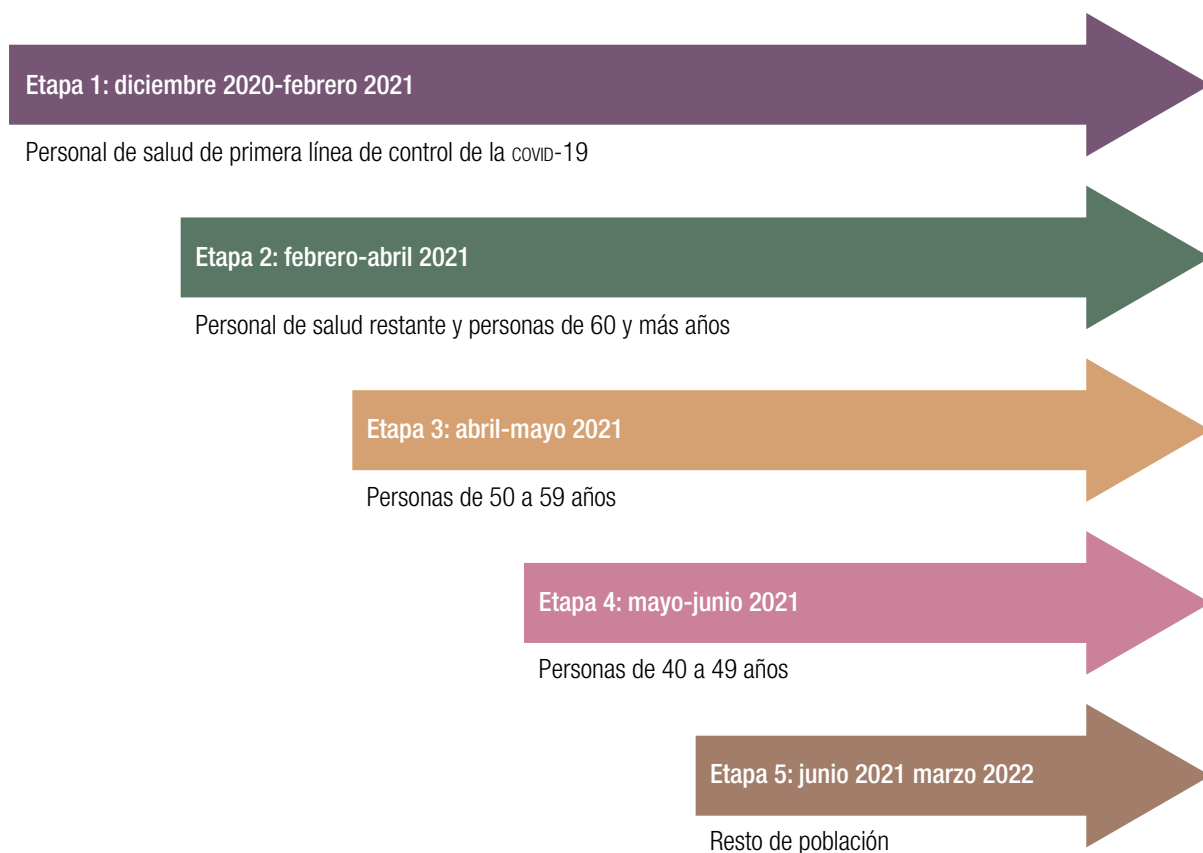 Etapa 1: diciembre 2020-febrero 2021
Personal de salud de primera línea de control de la COVID-19
Etapa 2: febrero-abril 2021
Personal de salud restante y personas de 60 y más años
Etapa 3: abril-mayo 2021
Personas de 50 a 59 años
Etapa 4: mayo-junio 2021
Personas de 40 a 49 años
Etapa 5: junio 2021 marzo 2022
Resto de población